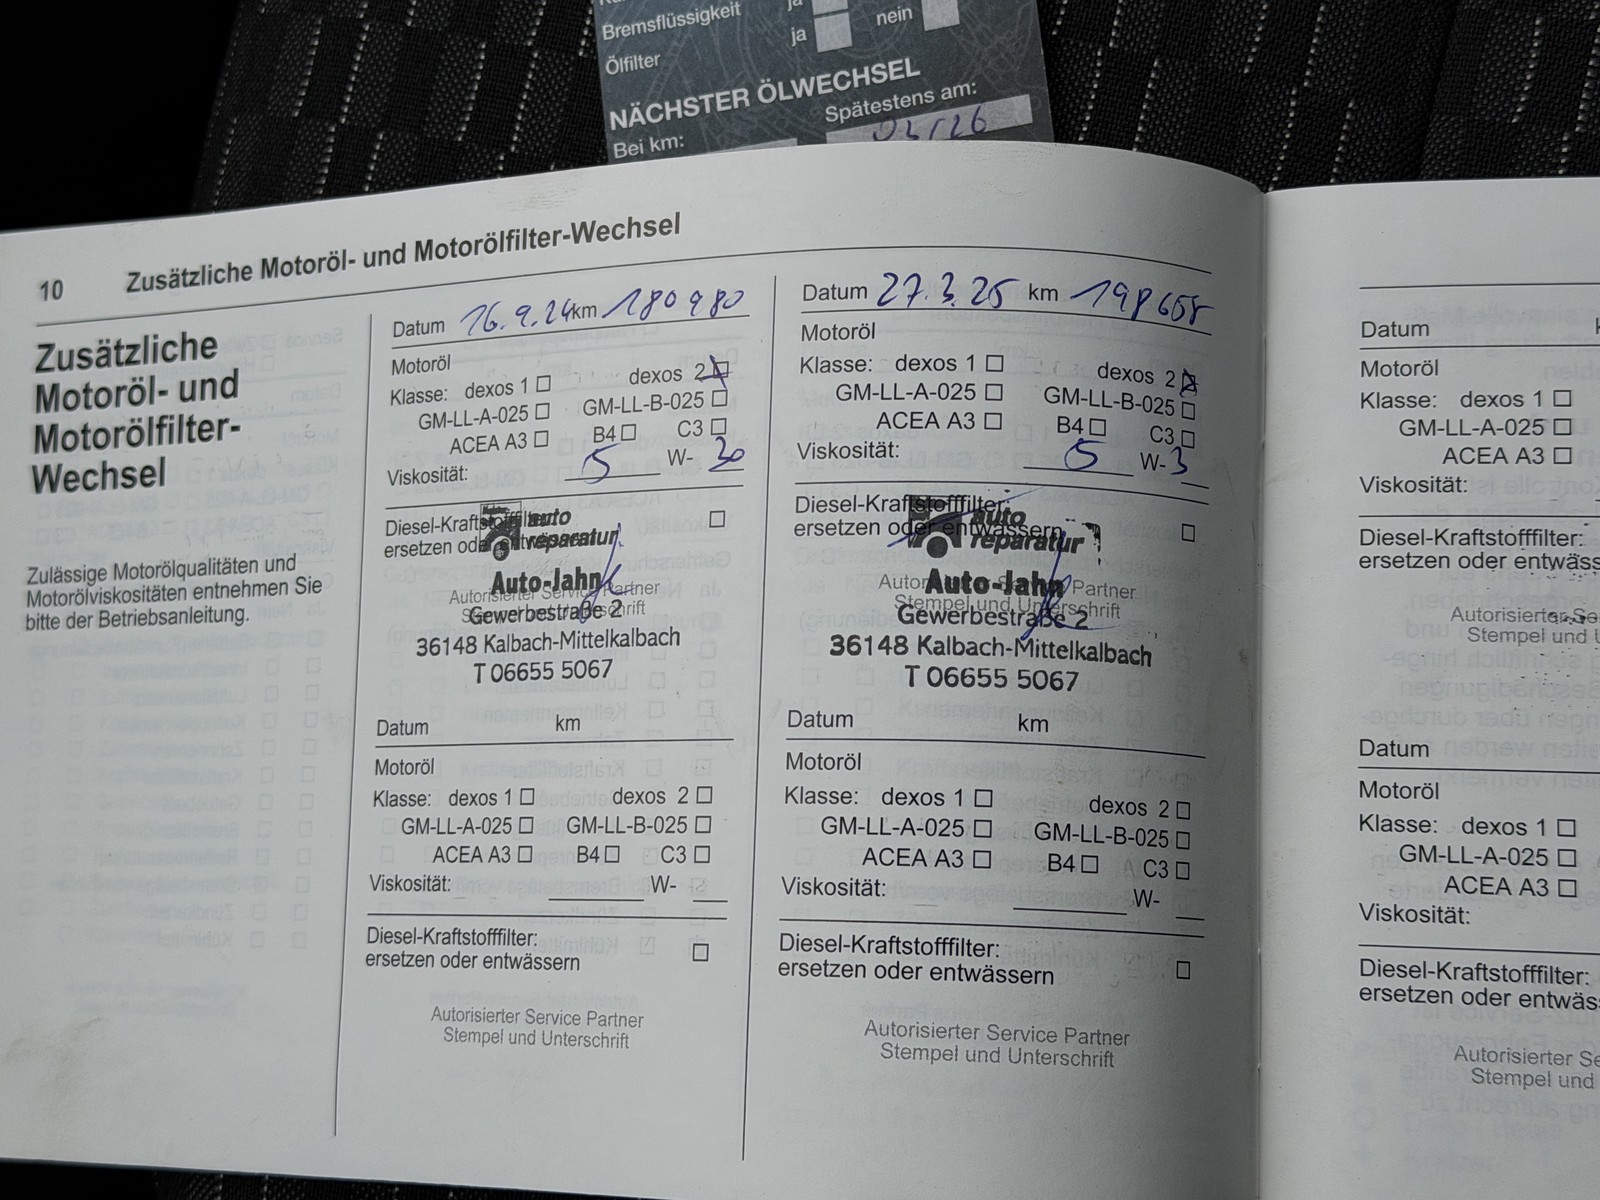 Bremsflüssigkeit ja nein
Ölfilter ja
NÄCHSTER ÖLWECHSEL
Bei km: Spätestens am:
10 Zusätzliche Motoröl- und Motorölfilter-Wechsel
Zusätzliche
Motoröl- und
Motorölfilter-
Wechsel
Zulässige Motorölqualitäten und
Motorölviskositäten entnehmen Sie
bitte der Betriebsanleitung.
Datum 16.9.24 km 180980
Motoröl
Klasse: dexos 1 dexos 2
GM-LL-A-025 GM-LL-B-025
ACEA A3 B4 C3
Viskosität: 5 W- 30
Diesel-Kraftstofffilter:
ersetzen oder entwässern
auto
reparatur
Auto-Jahn
Autorisierter Service Partner
Stempel und Unterschrift
Gewerbestraße 2
36148 Kalbach-Mittelkalbach
T 06655 5067
Datum km
Motoröl
Klasse: dexos 1 dexos 2
GM-LL-A-025 GM-LL-B-025
ACEA A3 B4 C3
Viskosität: W-
Diesel-Kraftstofffilter:
ersetzen oder entwässern
Autorisierter Service Partner
Stempel und Unterschrift
Datum 27.3.25 km 198658
Motoröl
Klasse: dexos 1 dexos 2
GM-LL-A-025 GM-LL-B-025
ACEA A3 B4 C3
Viskosität: 5 W-3
Diesel-Kraftstofffilter:
ersetzen oder entwässern
auto
reparatur
Auto-Jahn
Autorisierter Service Partner
Stempel und Unterschrift
Gewerbestraße 2
36148 Kalbach-Mittelkalbach
T 06655 5067
Datum km
Motoröl
Klasse: dexos 1 dexos 2
GM-LL-A-025 GM-LL-B-025
ACEA A3 B4 C3
Viskosität: W-
Diesel-Kraftstofffilter:
ersetzen oder entwässern
Autorisierter Service Partner
Stempel und Unterschrift
Datum
Motoröl
Klasse: dexos 1
GM-LL-A-025
ACEA A3
Viskosität:
Diesel-Kraftstofffilter:
ersetzen oder entwäss
Autorisierter Se
Stempel und U
Datum
Motoröl
Klasse: dexos 1
GM-LL-A-025
ACEA A3
Viskosität:
Diesel-Kraftstofffilter:
ersetzen oder entwäs
Autorisierter Se
Stempel und